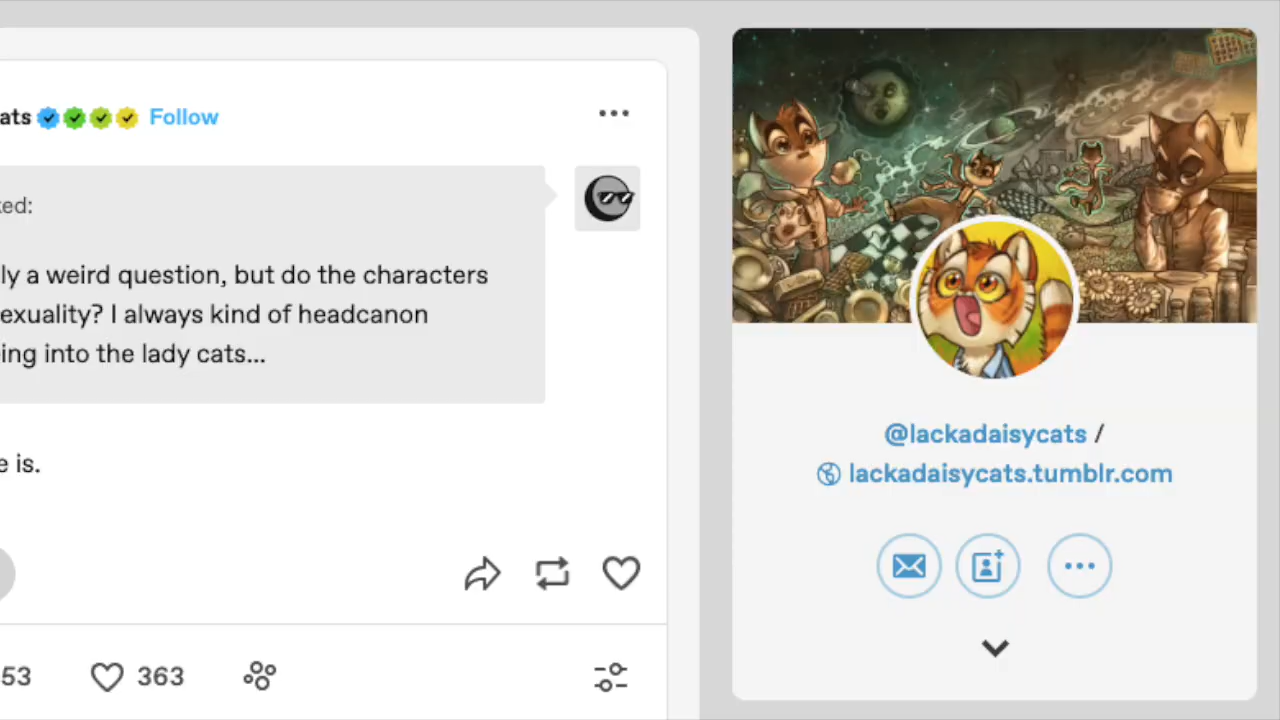 ats Follow
ked:
ly a weird question, but do the characters
exuality? I always kind of headcanon
ing into the lady cats...
e is.
53 363
@lackadaisycats /
lackadaisycats.tumblr.com